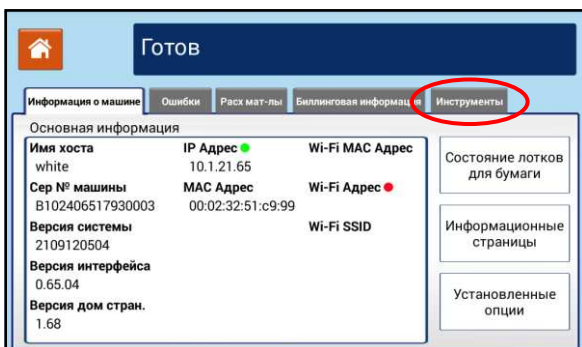 Готов
Информация о машине Ошибки Расх мат-лы Биллинговая информация Инструменты
Основная информация
Имя хоста IP Адрес Wi-Fi MAC Адрес
white 10.1.21.65
Сер № машины MAC Адрес Wi-Fi Адрес
B102406517930003 00:02:32:51:c9:99
Версия системы Wi-Fi SSID
2109120504
Версия интерфейса
0.65.04
Версия дом стран.
1.68
Состояние лотков
для бумаги
Информационные
страницы
Установленные
опции